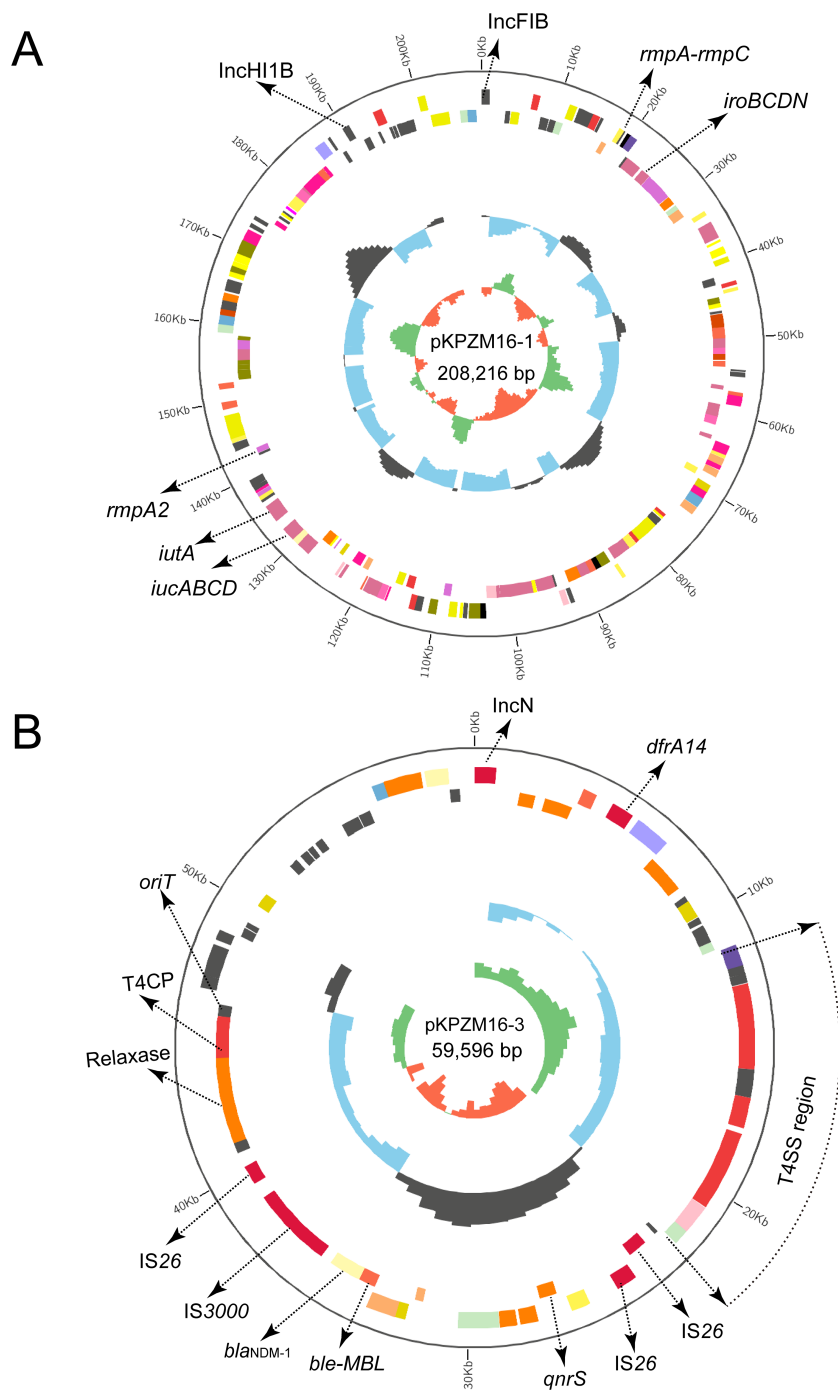 A
IncFIB
rmpA-rmpC
IncHI1B
iroBCDN
0Kb
10Kb
20Kb
30Kb
40Kb
50Kb
60Kb
70Kb
80Kb
90Kb
100Kb
110Kb
120Kb
130Kb
140Kb
150Kb
160Kb
170Kb
180Kb
190Kb
200Kb
pKPZM16-1
208,216 bp
rmpA2
iutA
iucABCD
B
IncN
0Kb
dfrA14
10Kb
50Kb
oriT
T4CP
Relaxase
pKPZM16-3
59,596 bp
T4SS region
40Kb
20Kb
IS26
IS3000
blaNDM-1
ble-MBL
30Kb
qnrS
IS26
IS26